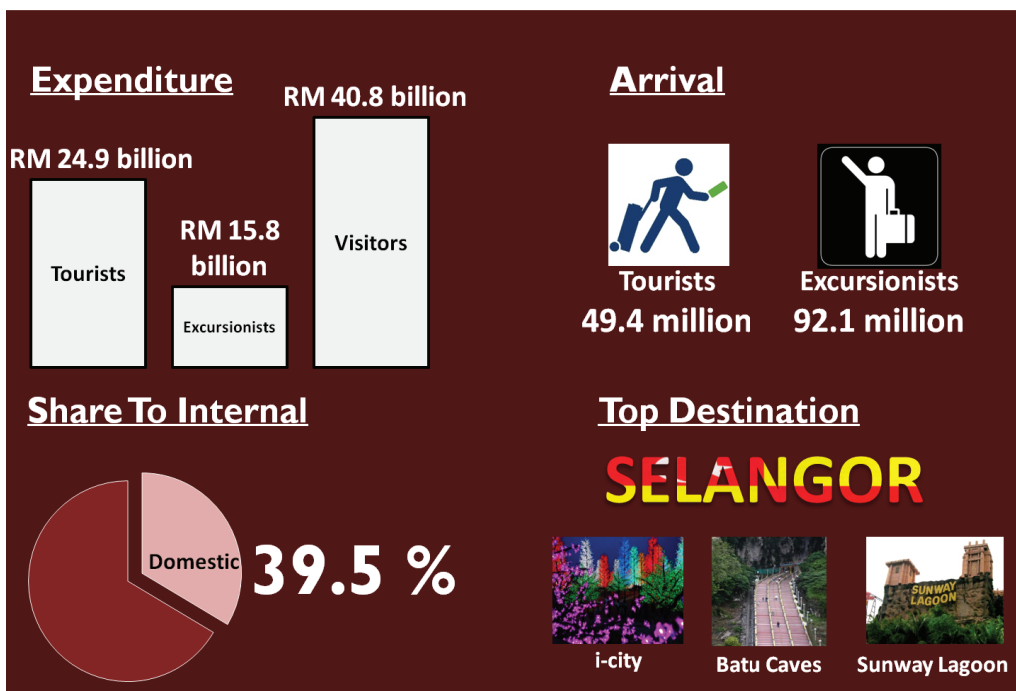 Expenditure
RM 40.8 billion
RM 24.9 billion
RM 15.8
billion
Visitors
Tourists
Excursionists
Arrival
Tourists
49.4 million
Excursionists
92.1 million
Share To Internal
Domestic
39.5 %
Top Destination
SELANGOR
SUNWAY
LAGOON
i-city
Batu Caves
Sunway Lagoon